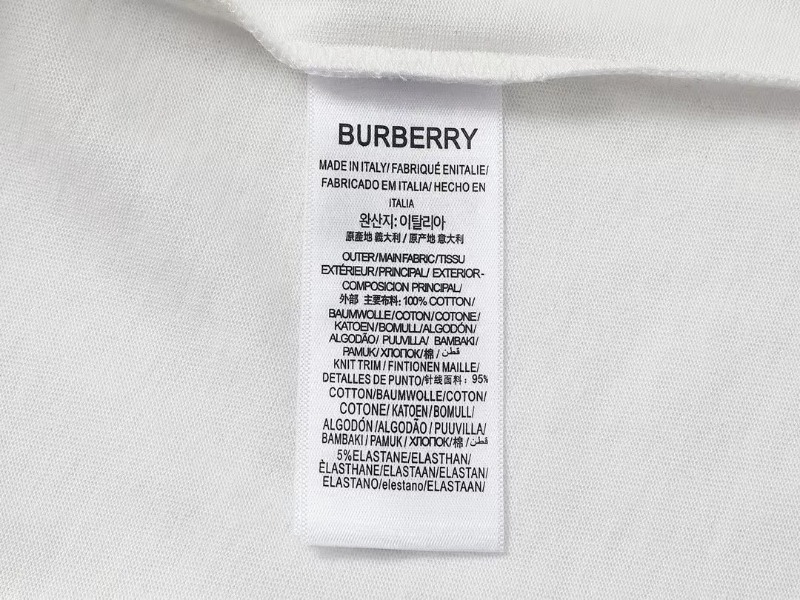 BURBERRY
MADE IN ITALY/ FABRIQUÉ ENITALIE/
FABRICADO EM ITALIA/ HECHO EN
ITALIA
완산지: 이탈리아
原產地 義大利 / 原产地 意大利
OUTER/MAINFABRIC/TISSU
EXTÉRIEUR/PRINCIPAL/ EXTERIOR-
COMPOSICION PRINCIPAL/
外部 主要布料: 100% COTTON/
BAUMWOLLE/COTON/COTONE/
KATOEN/BOMULL/ALGODÓN/
ALGODÃO/ PUUVILLA/ BAMBAKI/
PAMUK/ХЛОПОК/棉/قطن
KNIT TRIM / FINTIONEN MAILLE/
DETALLES DE PUNTO/针线面料: 95%
COTTON/BAUMWOLLE/COTON/
COTONE/ KATOEN/BOMULL/
ALGODÓN/ALGODÃO / PUUVILLA/
BAMBAKI / PAMUK / ХЛОПОК/棉/قطن
5%ELASTANE/ELASTHAN/
ÈLASTHANE/ELASTAAN/ELASTAN/
ELASTANO/elestano/ELASTAAN/